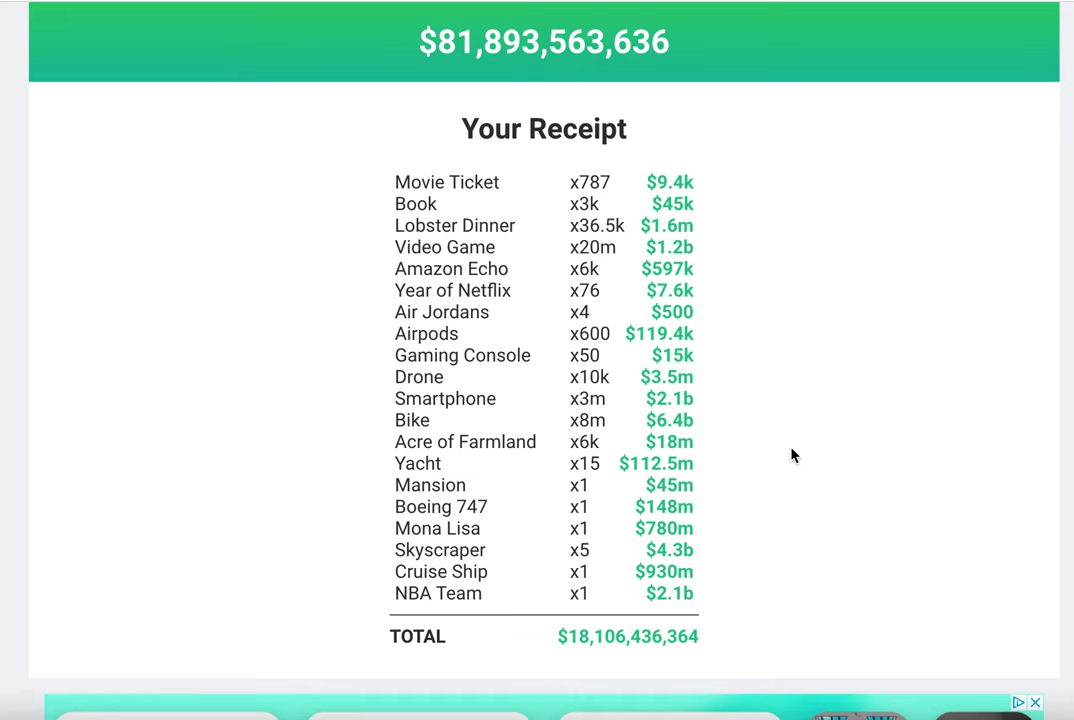 $81,893,563,636
Your Receipt
Movie Ticket x787 $9.4k
Book x3k $45k
Lobster Dinner x36.5k $1.6m
Video Game x20m $1.2b
Amazon Echo x6k $597k
Year of Netflix x76 $7.6k
Air Jordans x4 $500
Airpods x600 $119.4k
Gaming Console x50 $15k
Drone x10k $3.5m
Smartphone x3m $2.1b
Bike x8m $6.4b
Acre of Farmland x6k $18m
Yacht x15 $112.5m
Mansion x1 $45m
Boeing 747 x1 $148m
Mona Lisa x1 $780m
Skyscraper x5 $4.3b
Cruise Ship x1 $930m
NBA Team x1 $2.1b
TOTAL $18,106,436,364